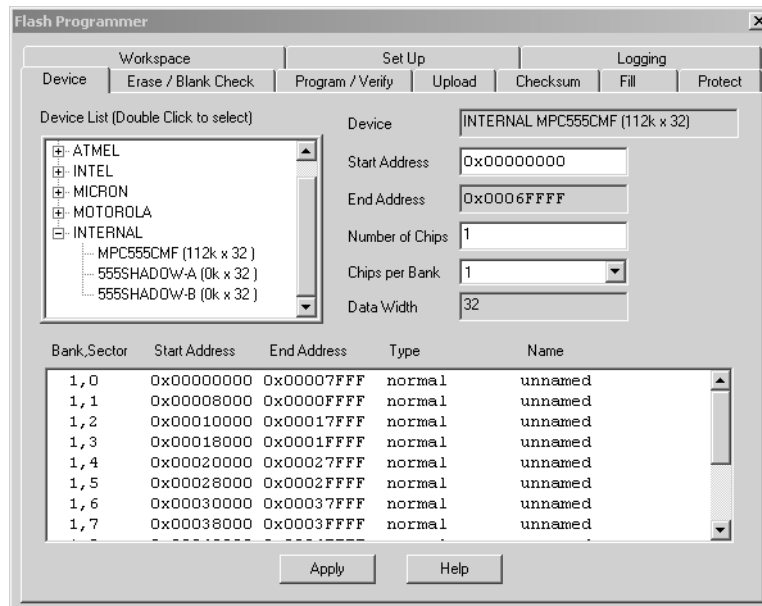 Flash Programmer
Workspace Set Up Logging
Device Erase / Blank Check Program / Verify Upload Checksum Fill Protect
Device List (Double Click to select)
ATMEL
INTEL
MICRON
MOTOROLA
INTERNAL
MPC555CMF (112k x 32 )
555SHADOW-A (0k x 32 )
555SHADOW-B (0k x 32 )
Device INTERNAL MPC555CMF (112k x 32)
Start Address 0x00000000
End Address 0x0006FFFF
Number of Chips 1
Chips per Bank 1
Data Width 32
Bank,Sector Start Address End Address Type Name
1,0 0x00000000 0x00007FFF normal unnamed
1,1 0x00008000 0x0000FFFF normal unnamed
1,2 0x00010000 0x00017FFF normal unnamed
1,3 0x00018000 0x0001FFFF normal unnamed
1,4 0x00020000 0x00027FFF normal unnamed
1,5 0x00028000 0x0002FFFF normal unnamed
1,6 0x00030000 0x00037FFF normal unnamed
1,7 0x00038000 0x0003FFFF normal unnamed
Apply Help